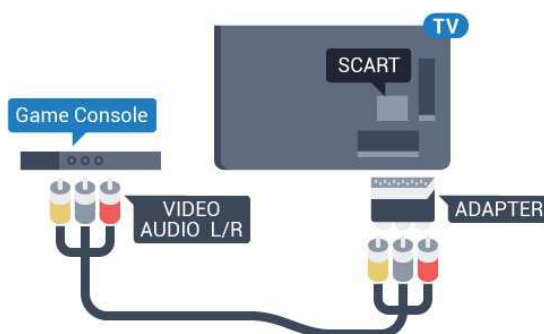 TV
SCART
Game Console
VIDEO
AUDIO L/R
ADAPTER